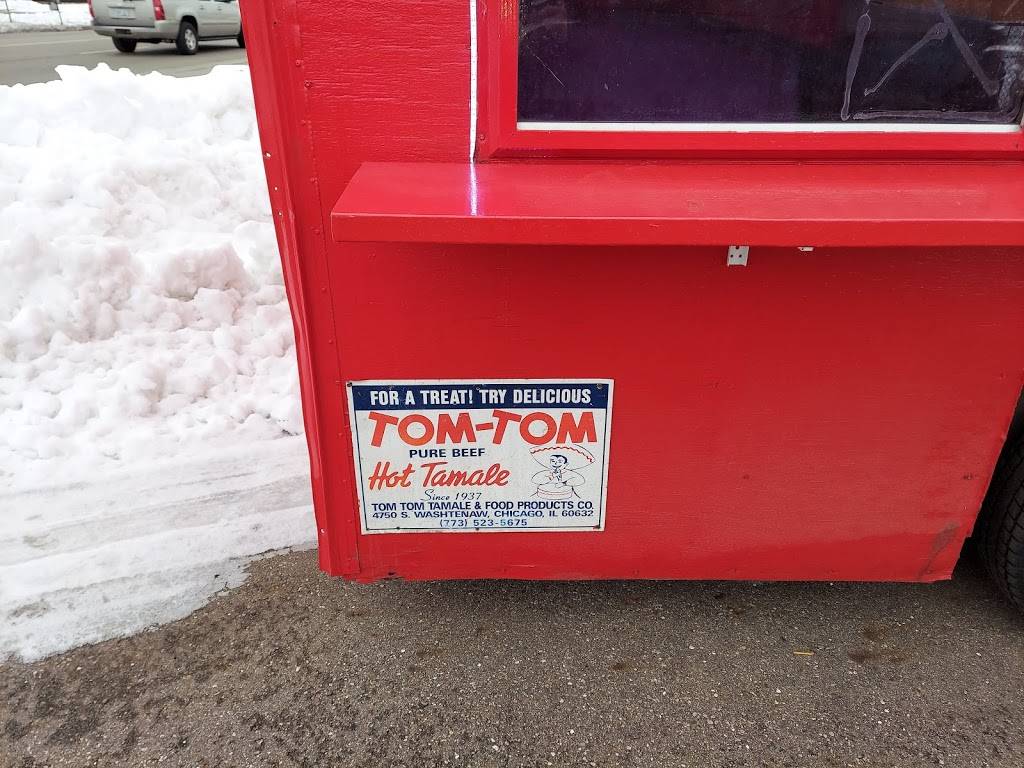 FOR A TREAT! TRY DELICIOUS
TOM-TOM
PURE BEEF
Hot Tamale
Since 1937
TOM TOM TAMALE & FOOD PRODUCTS CO.
4750 S. WASHTENAW, CHICAGO, IL 60632
(773) 523-5675